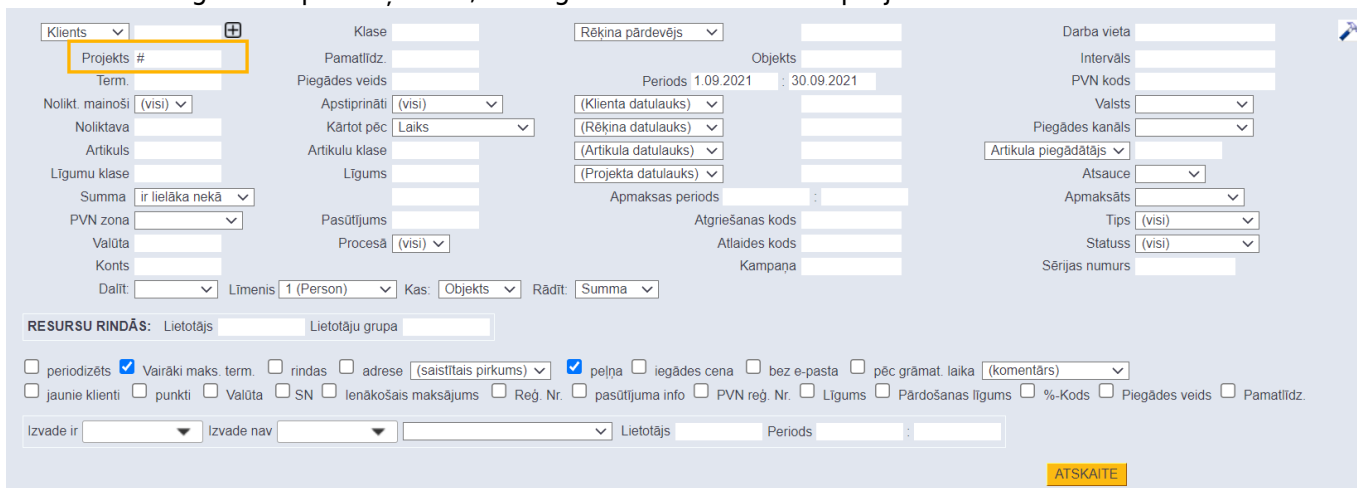 Klients Klase Rēķina pārdevējs Darba vieta
Projekts # Pamatlīdz. Objekts Intervāls
Term. Piegādes veids Periods 1.09.2021 : 30.09.2021 PVN kods
Nolikt. mainoši (visi) Apstiprināti (visi) (Klienta datulauks) Valsts
Noliktava Kārtot pēc Laiks (Rēķina datulauks) Piegādes kanāls
Artikuls Artikulu klase (Artikula datulauks) Artikula piegādātājs
Līgumu klase Līgums (Projekta datulauks) Atsauce
Summa ir lielāka nekā Apmaksas periods : Apmaksāts
PVN zona Pasūtījums Atgriešanas kods Tips (visi)
Valūta Procesā (visi) Atlaides kods Statuss (visi)
Konts Kampaņa Sērijas numurs
Dalīt: Līmenis 1 (Person) Kas: Objekts Rādīt: Summa
RESURSU RINDĀS: Lietotājs Lietotāju grupa
periodizēts Vairāki maks. term. rindas adrese (saistītais pirkums) peļņa iegādes cena bez e-pasta pēc grāmat. laika (komentārs)
jaunie klienti punkti Valūta SN Ienākošais maksājums Reģ. Nr. pasūtījuma info PVN reģ. Nr. Līgums Pārdošanas līgums %-Kods Piegādes veids Pamatlīdz.
Izvade ir Izvade nav Lietotājs Periods :
ATSKAITE